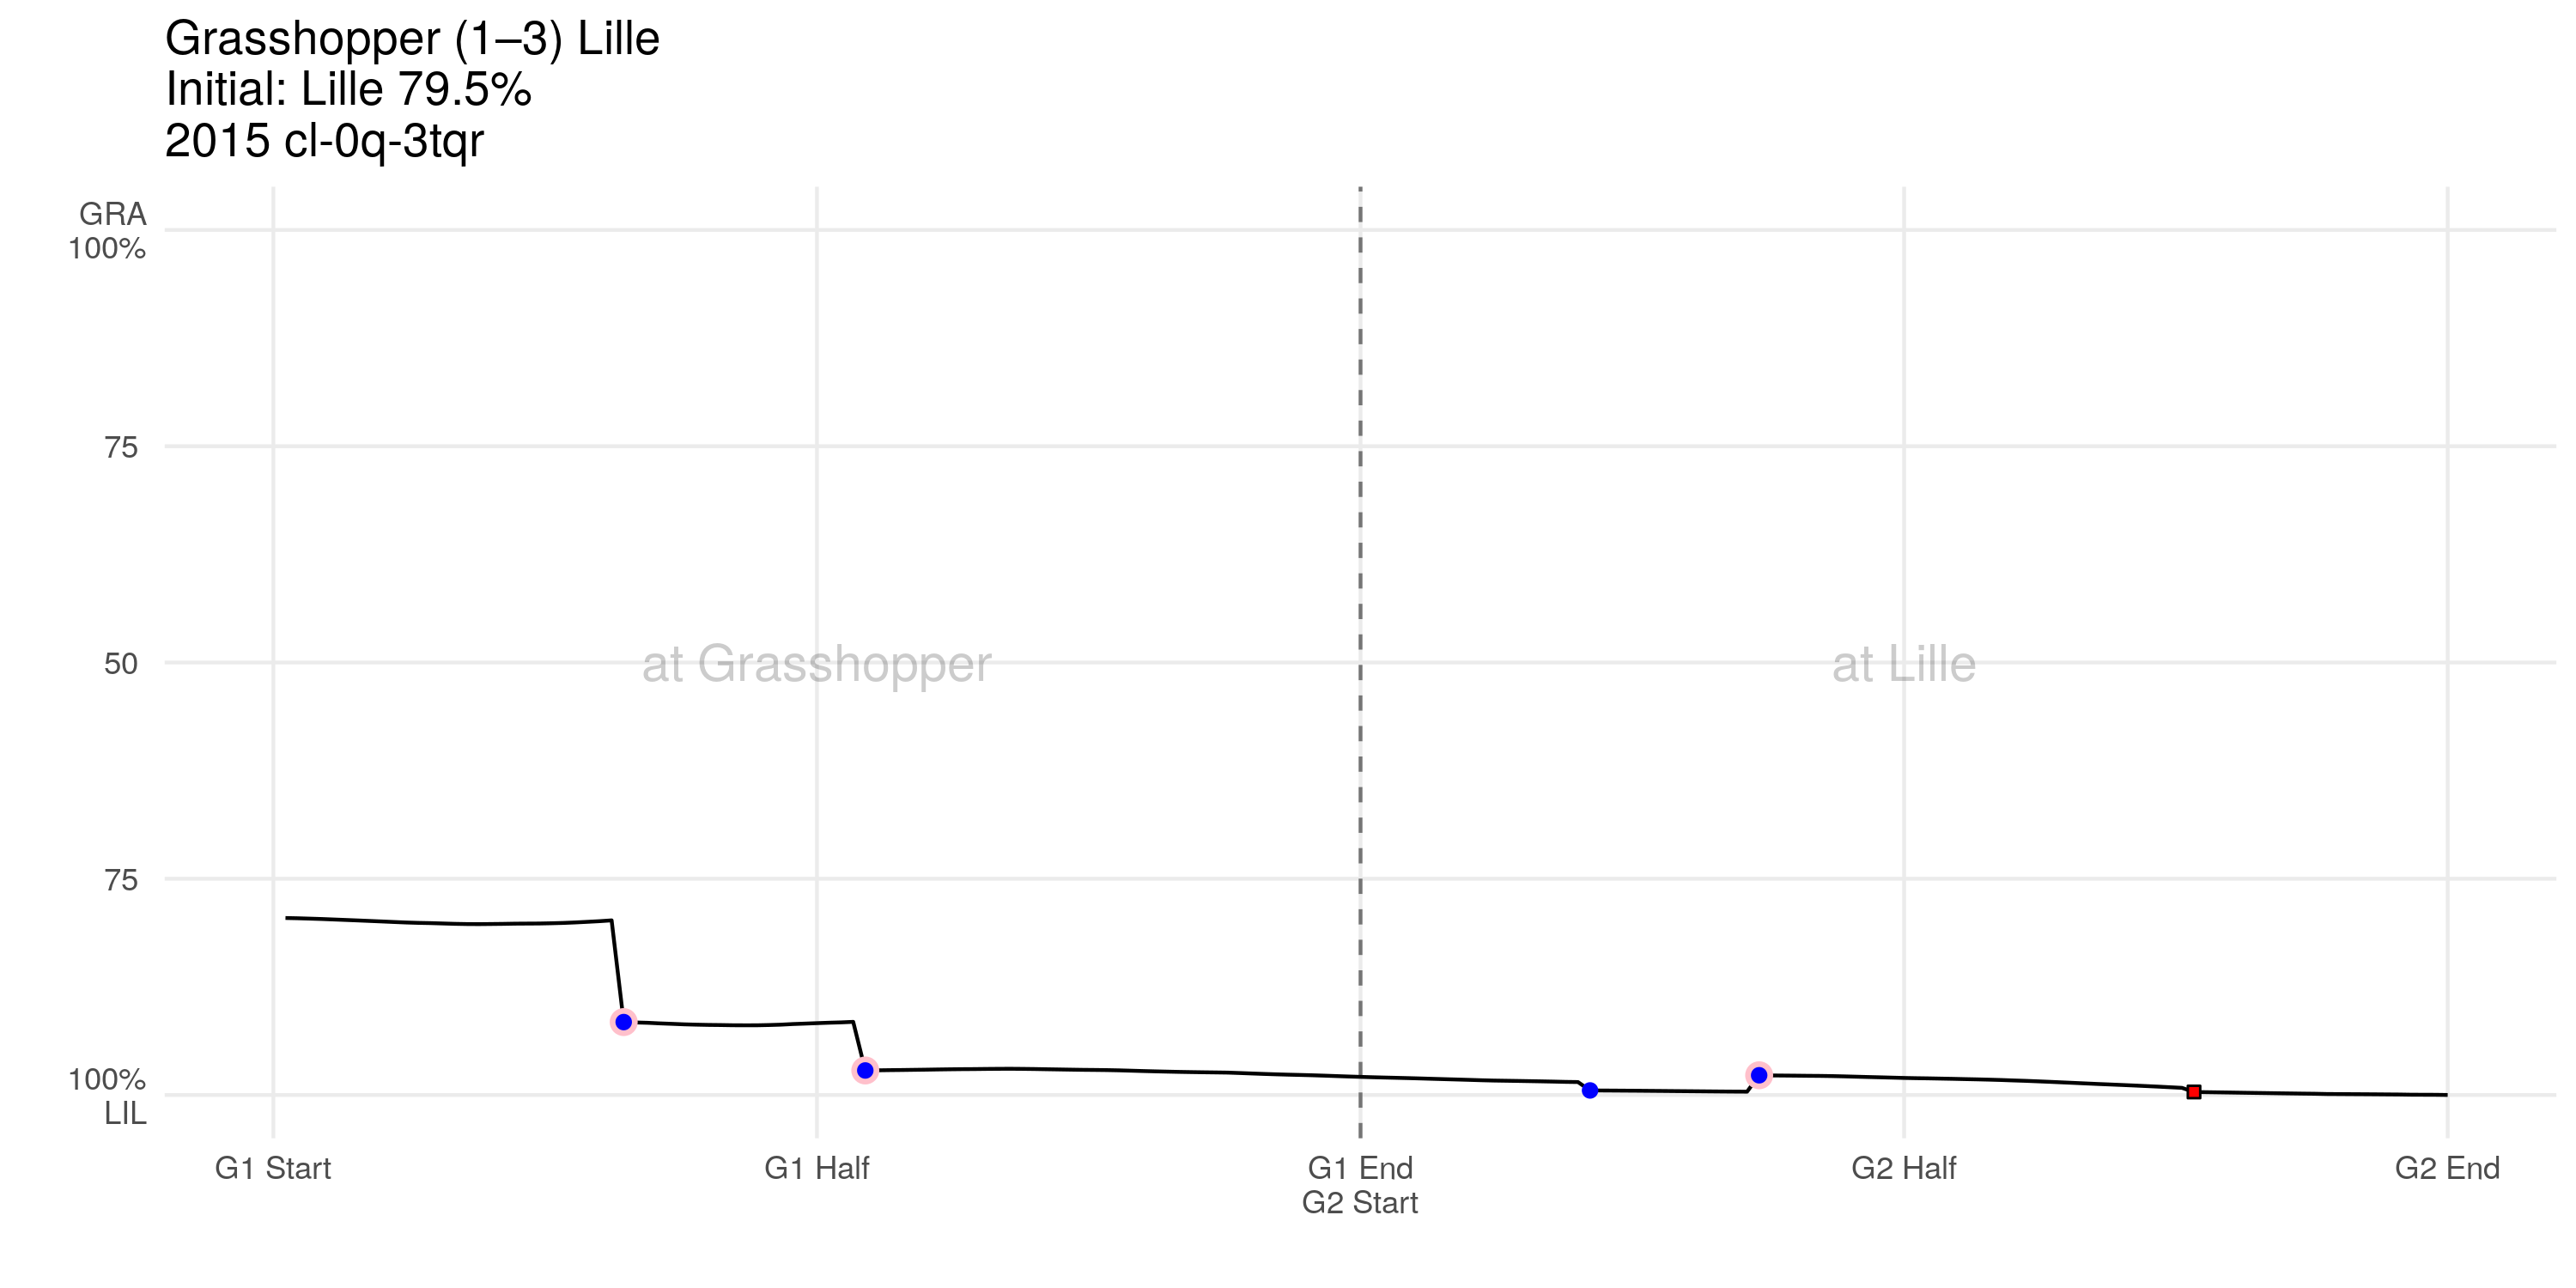 Grasshopper (1–3) Lille
Initial: Lille 79.5%
2015 cl-0q-3tqr
GRA
100%
75
50
75
100%
LIL
at Grasshopper
at Lille
G1 Start
G1 Half
G1 End
G2 Start
G2 Half
G2 End